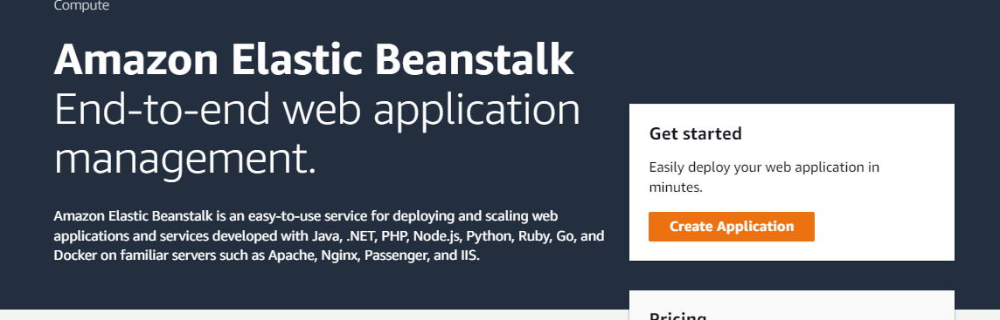 Compute
Amazon Elastic Beanstalk
End-to-end web application
management.
Amazon Elastic Beanstalk is an easy-to-use service for deploying and scaling web
applications and services developed with Java, .NET, PHP, Node.js, Python, Ruby, Go, and
Docker on familiar servers such as Apache, Nginx, Passenger, and IIS.
Get started
Easily deploy your web application in
minutes.
Create Application
Pricing